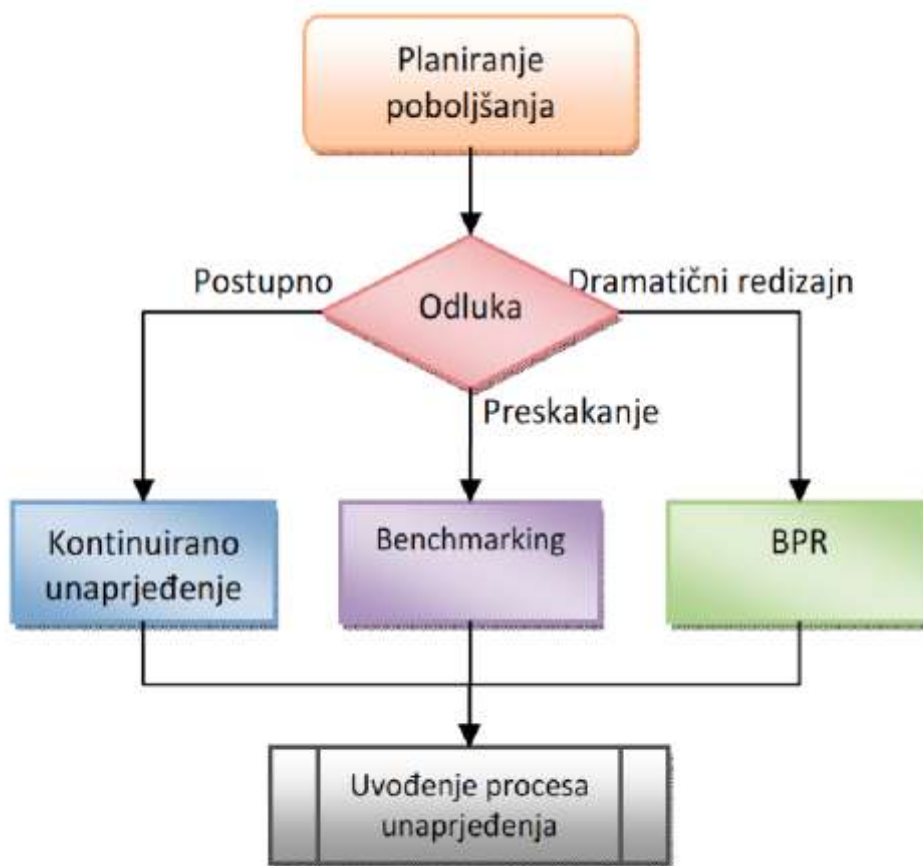 Planiranje
poboljšanja
Postupno
Odluka
Dramatični redizajn
Preskakanje
Kontinuirano
unaprjeđenje
Benchmarking
BPR
Uvođenje procesa
unaprjeđenja